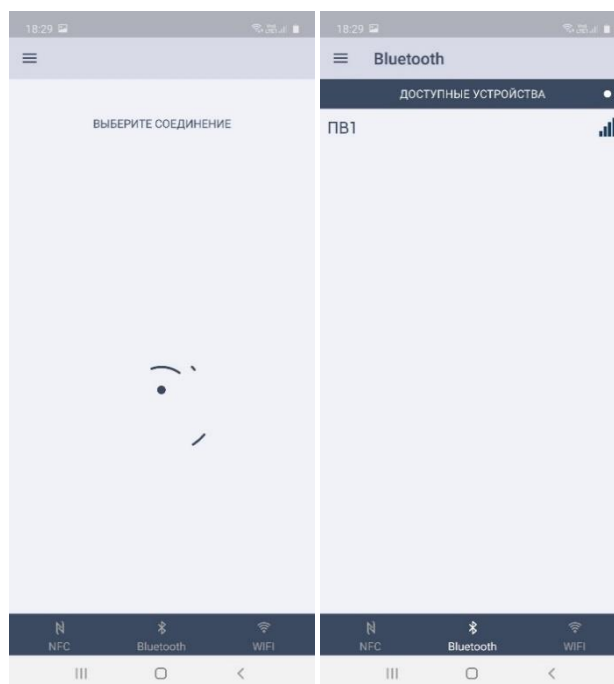 18:29
ВЫБЕРИТЕ СОЕДИНЕНИЕ
NFC
Bluetooth
WIFI
18:29
Bluetooth
ДОСТУПНЫЕ УСТРОЙСТВА
ПВ1
NFC
Bluetooth
WIFI